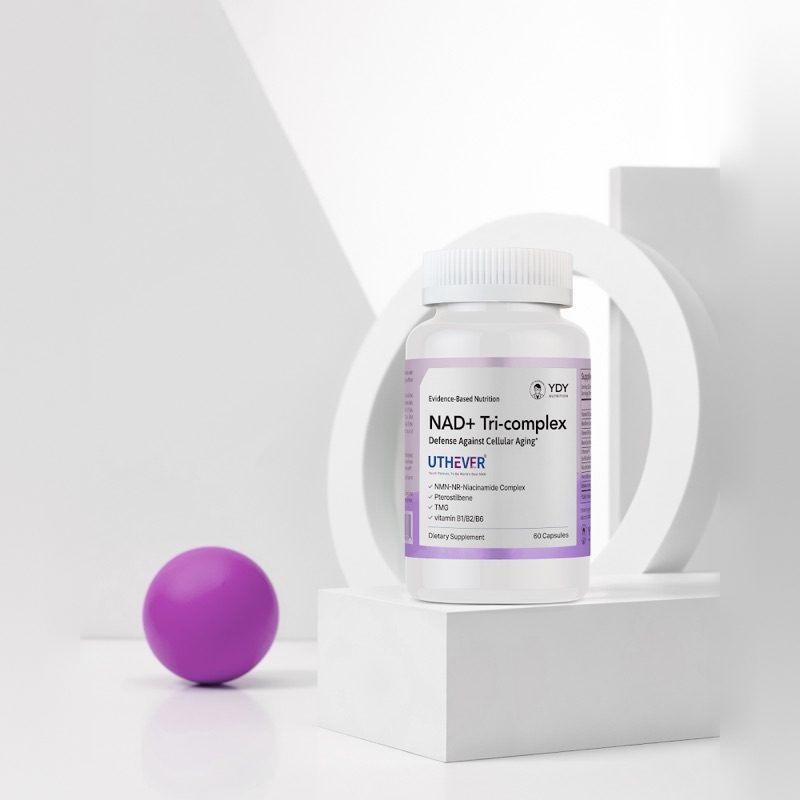 YDY
NUTRITION
Evidence-Based Nutrition
NAD+ Tri-complex
Defense Against Cellular Aging*
UTHEVER®
✓ NMN-NR-Niacinamide Complex
✓ Pterostilbene
✓ TMG
✓ vitamin B1/B2/B6
Dietary Supplement 60 Capsules